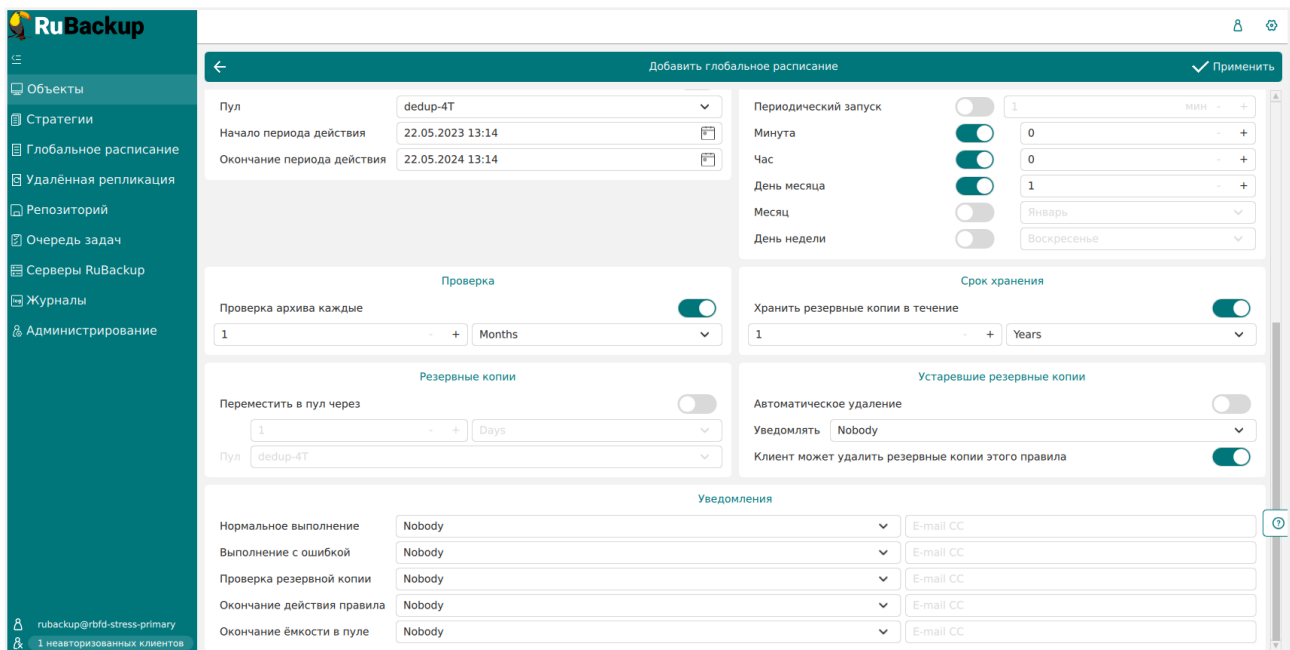 RuBackup
Объекты
Стратегии
Глобальное расписание
Удалённая репликация
Репозиторий
Очередь задач
Серверы RuBackup
Журналы
Администрирование
rubackup@rbfd-stress-primary
1 неавторизованных клиентов
Добавить глобальное расписание
Применить
Пул dedup-4T
Начало периода действия 22.05.2023 13:14
Окончание периода действия 22.05.2024 13:14
Периодический запуск 1 мин - +
Минута 0 - +
Час 0 - +
День месяца 1 - +
Месяц Январь
День недели Воскресенье
Проверка
Проверка архива каждые
1 - + Months
Срок хранения
Хранить резервные копии в течение
1 - + Years
Резервные копии
Переместить в пул через
1 - + Days
Пул dedup-4T
Устаревшие резервные копии
Автоматическое удаление
Уведомлять Nobody
Клиент может удалить резервные копии этого правила
Уведомления
Нормальное выполнение Nobody E-mail CC
Выполнение с ошибкой Nobody E-mail CC
Проверка резервной копии Nobody E-mail CC
Окончание действия правила Nobody E-mail CC
Окончание ёмкости в пуле Nobody E-mail CC